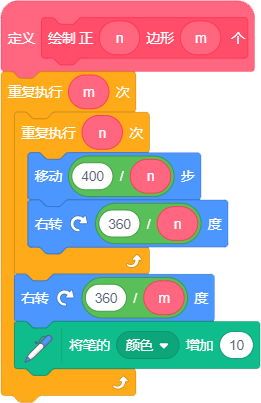 定义 绘制 正 n 边形 m 个
重复执行 m 次
重复执行 n 次
移动 400 / n 步
右转 360 / n 度
右转 360 / m 度
将笔的 颜色 增加 10